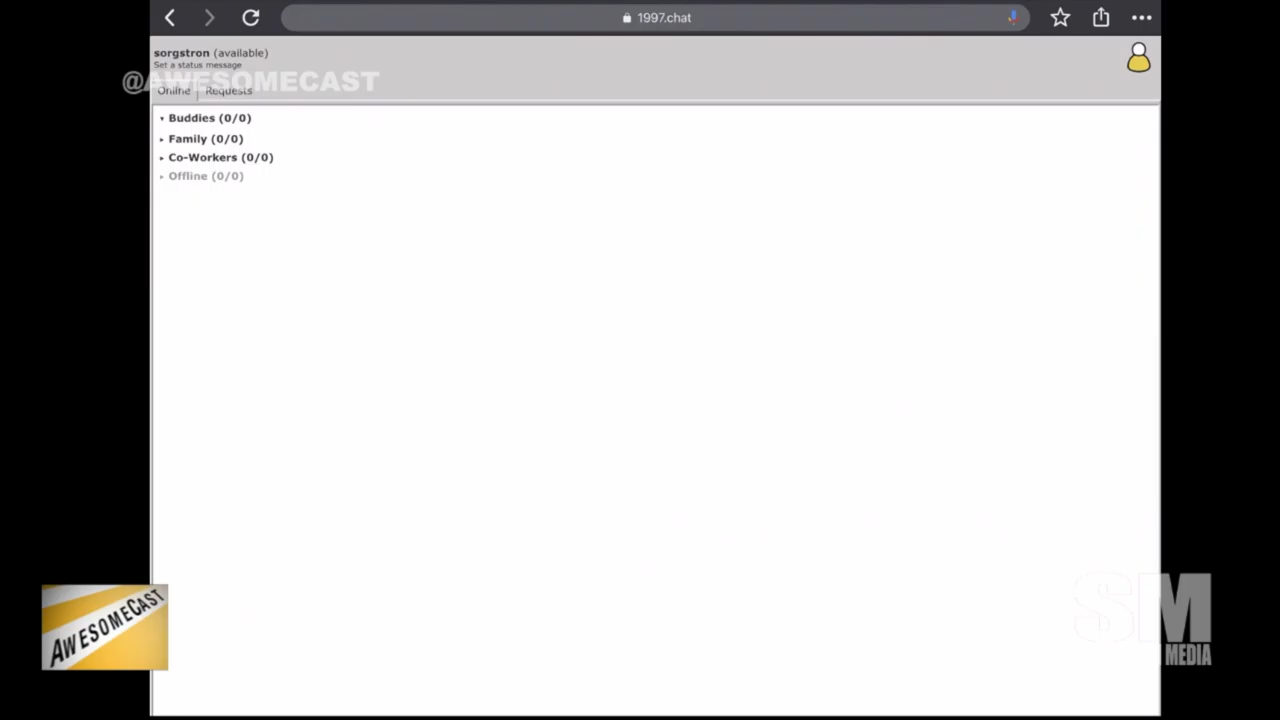 1997.chat
sorgstron (available)
Set a status message
@AWESOMECAST
Online Requests
Buddies (0/0)
Family (0/0)
Co-Workers (0/0)
Offline (0/0)
AWESOMECAST
SM
MEDIA